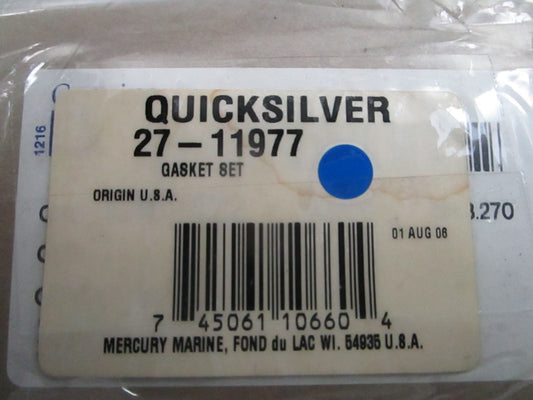 QUICKSILVER
27-11977
GASKET SET
ORIGIN U.S.A.
01 AUG 06
7 45061 10660 4
MERCURY MARINE, FOND du LAC WI. 54935 U.S.A.
1216
.270